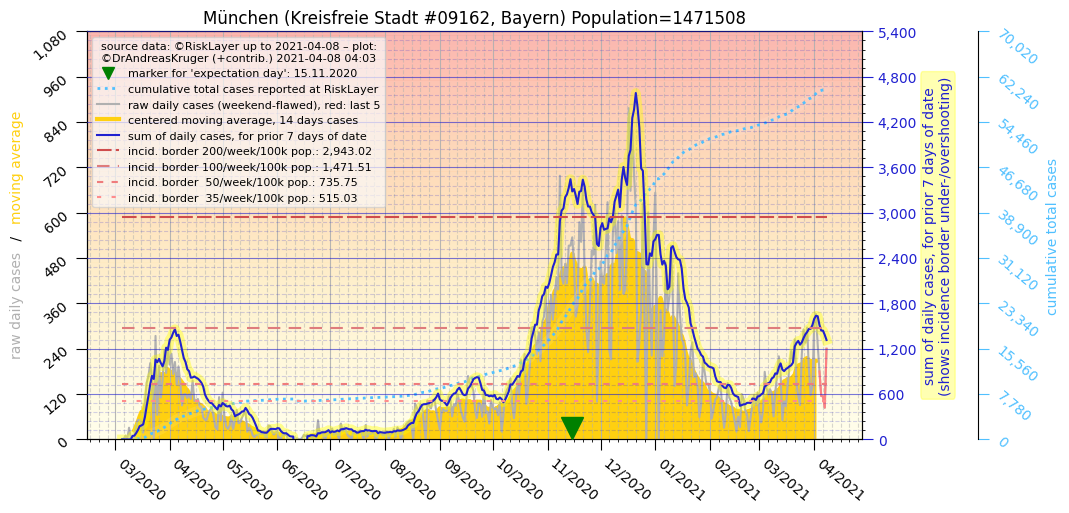 München (Kreisfreie Stadt #09162, Bayern) Population=1471508
source data: ©RiskLayer up to 2021-04-08 – plot:
©DrAndreasKruger (+contrib.) 2021-04-08 04:03
marker for 'expectation day': 15.11.2020
cumulative total cases reported at RiskLayer
raw daily cases (weekend-flawed), red: last 5
centered moving average, 14 days cases
sum of daily cases, for prior 7 days of date
incid. border 200/week/100k pop.: 2,943.02
incid. border 100/week/100k pop.: 1,471.51
incid. border  50/week/100k pop.: 735.75
incid. border  35/week/100k pop.: 515.03
raw daily cases / moving average
1,080
960
840
720
600
480
360
240
120
0
03/2020
04/2020
05/2020
06/2020
07/2020
08/2020
09/2020
10/2020
11/2020
12/2020
01/2021
02/2021
03/2021
04/2021
5,400
4,800
4,200
3,600
3,000
2,400
1,800
1,200
600
0
sum of daily cases, for prior 7 days of date
(shows incidence border under-/overshooting)
70,020
62,240
54,460
46,680
38,900
31,120
23,340
15,560
7,780
0
cumulative total cases